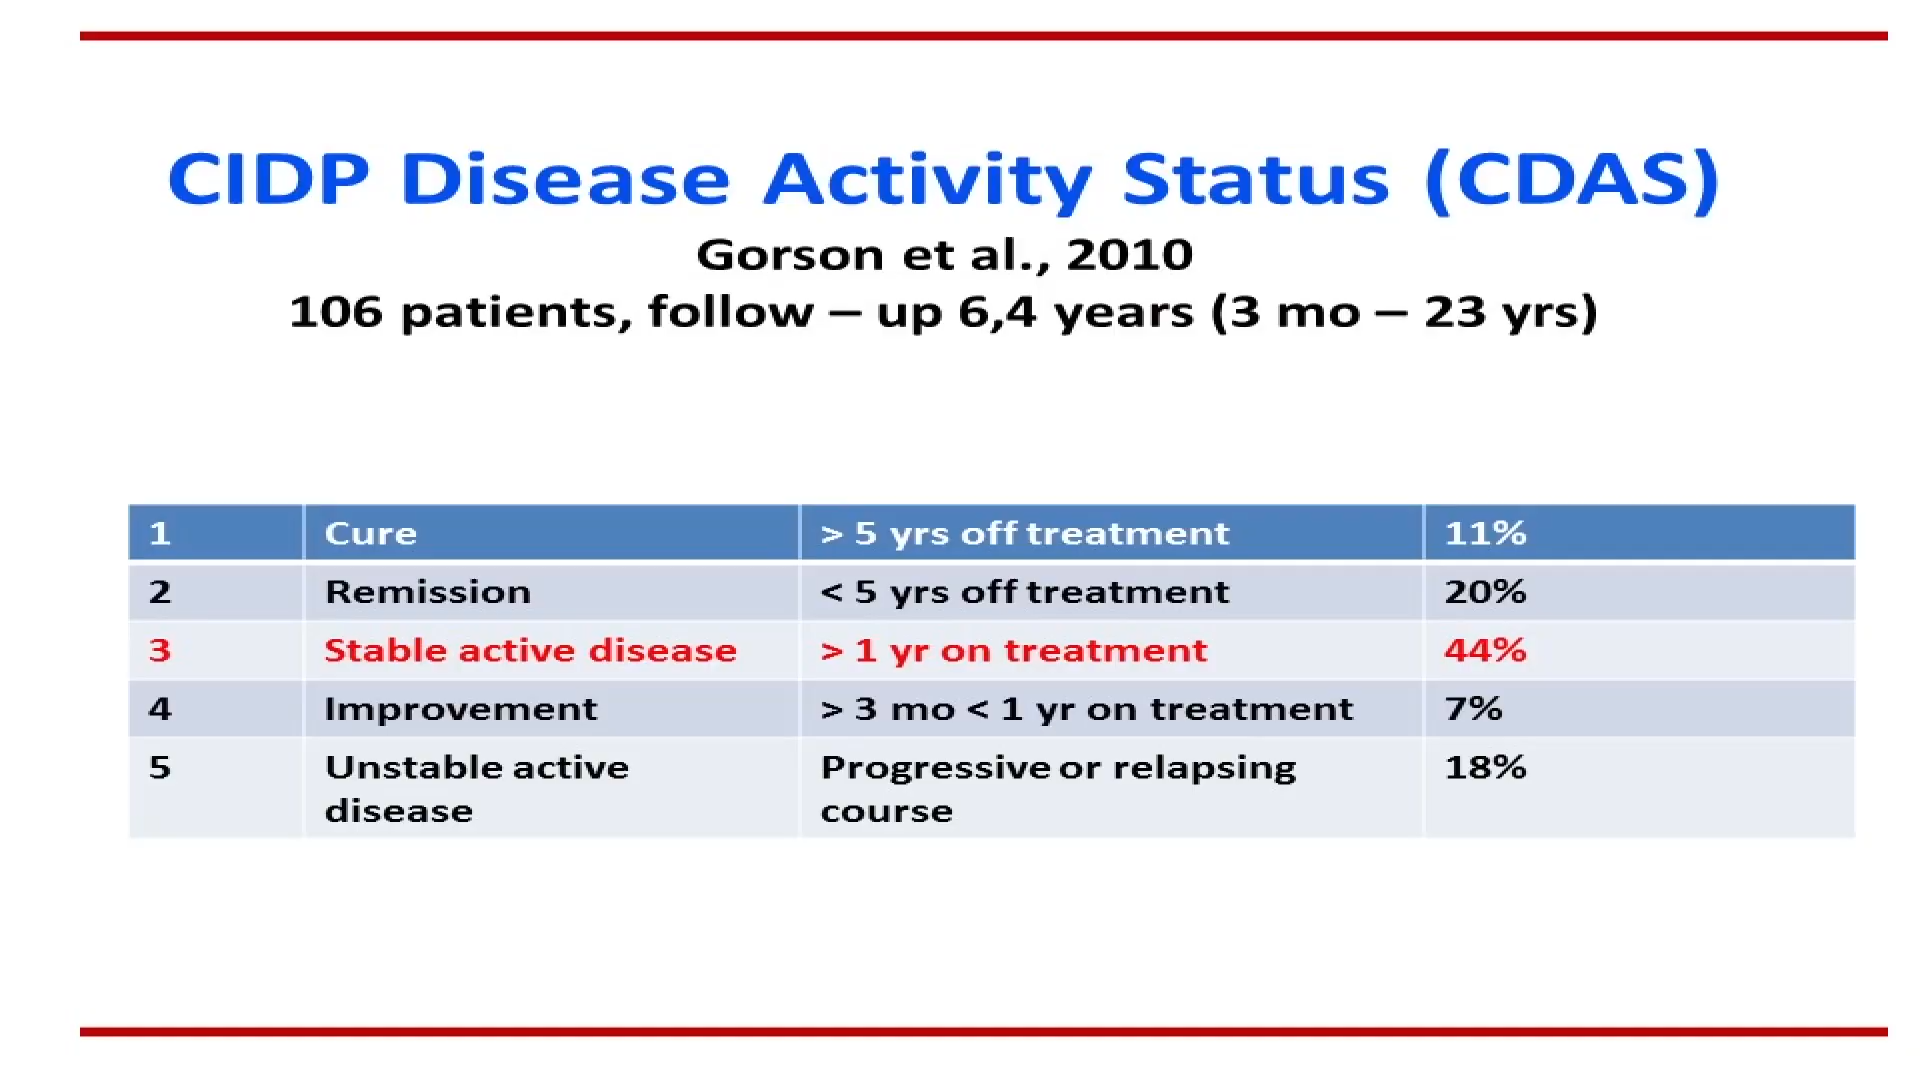 CIDP Disease Activity Status (CDAS)
Gorson et al., 2010
106 patients, follow – up 6,4 years (3 mo – 23 yrs)
1 Cure > 5 yrs off treatment 11%
2 Remission < 5 yrs off treatment 20%
3 Stable active disease > 1 yr on treatment 44%
4 Improvement > 3 mo < 1 yr on treatment 7%
5 Unstable active disease Progressive or relapsing course 18%